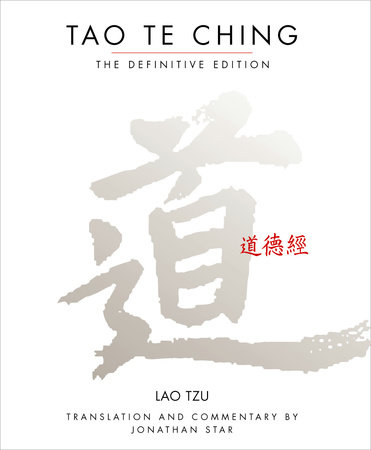 TAO TE CHING
THE DEFINITIVE EDITION
道
道德經
LAO TZU
TRANSLATION AND COMMENTARY BY
JONATHAN STAR